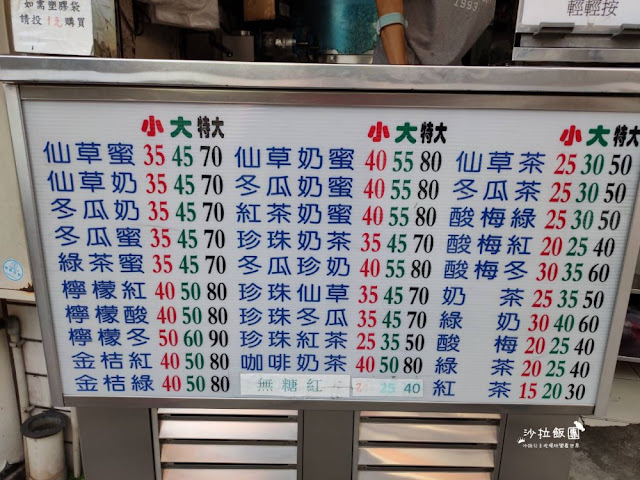 如需塑膠袋
請投1元購買
輕輕按
1993
小 大 特大
仙草蜜 35 45 70
仙草奶 35 45 70
冬瓜奶 35 45 70
冬瓜蜜 35 45 70
綠茶蜜 35 45 70
檸檬紅 40 50 80
檸檬酸 40 50 80
檸檬冬 50 60 90
金桔紅 40 50 80
金桔綠 40 50 80
小 大 特大
仙草奶蜜 40 55 80
冬瓜奶蜜 40 55 80
紅茶奶蜜 40 55 80
珍珠奶茶 35 45 70
冬瓜珍奶 40 55 80
珍珠仙草 35 45 70
珍珠冬瓜 35 45 70
珍珠紅茶 25 35 50
咖啡奶茶 40 50 80
無糖紅 25 40
小 大 特大
仙草茶 25 30 50
冬瓜茶 25 30 50
酸梅綠 25 30 50
酸梅紅 20 25 40
酸梅冬 30 35 60
奶茶 25 35 50
綠奶 30 40 60
酸梅 20 25 40
綠茶 20 25 40
紅茶 15 20 30
沙拉飯團